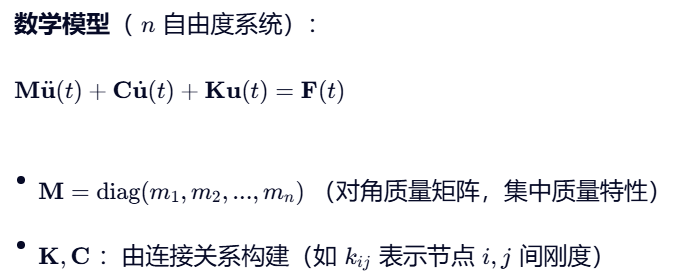 数学模型（ n 自由度系统）：
Mü(t) + Cu̇(t) + Ku(t) = F(t)
• M = diag(m₁, m₂, ..., mₙ) （对角质量矩阵，集中质量特性）
• K, C ： 由连接关系构建（如 kᵢⱼ 表示节点 i, j 间刚度）